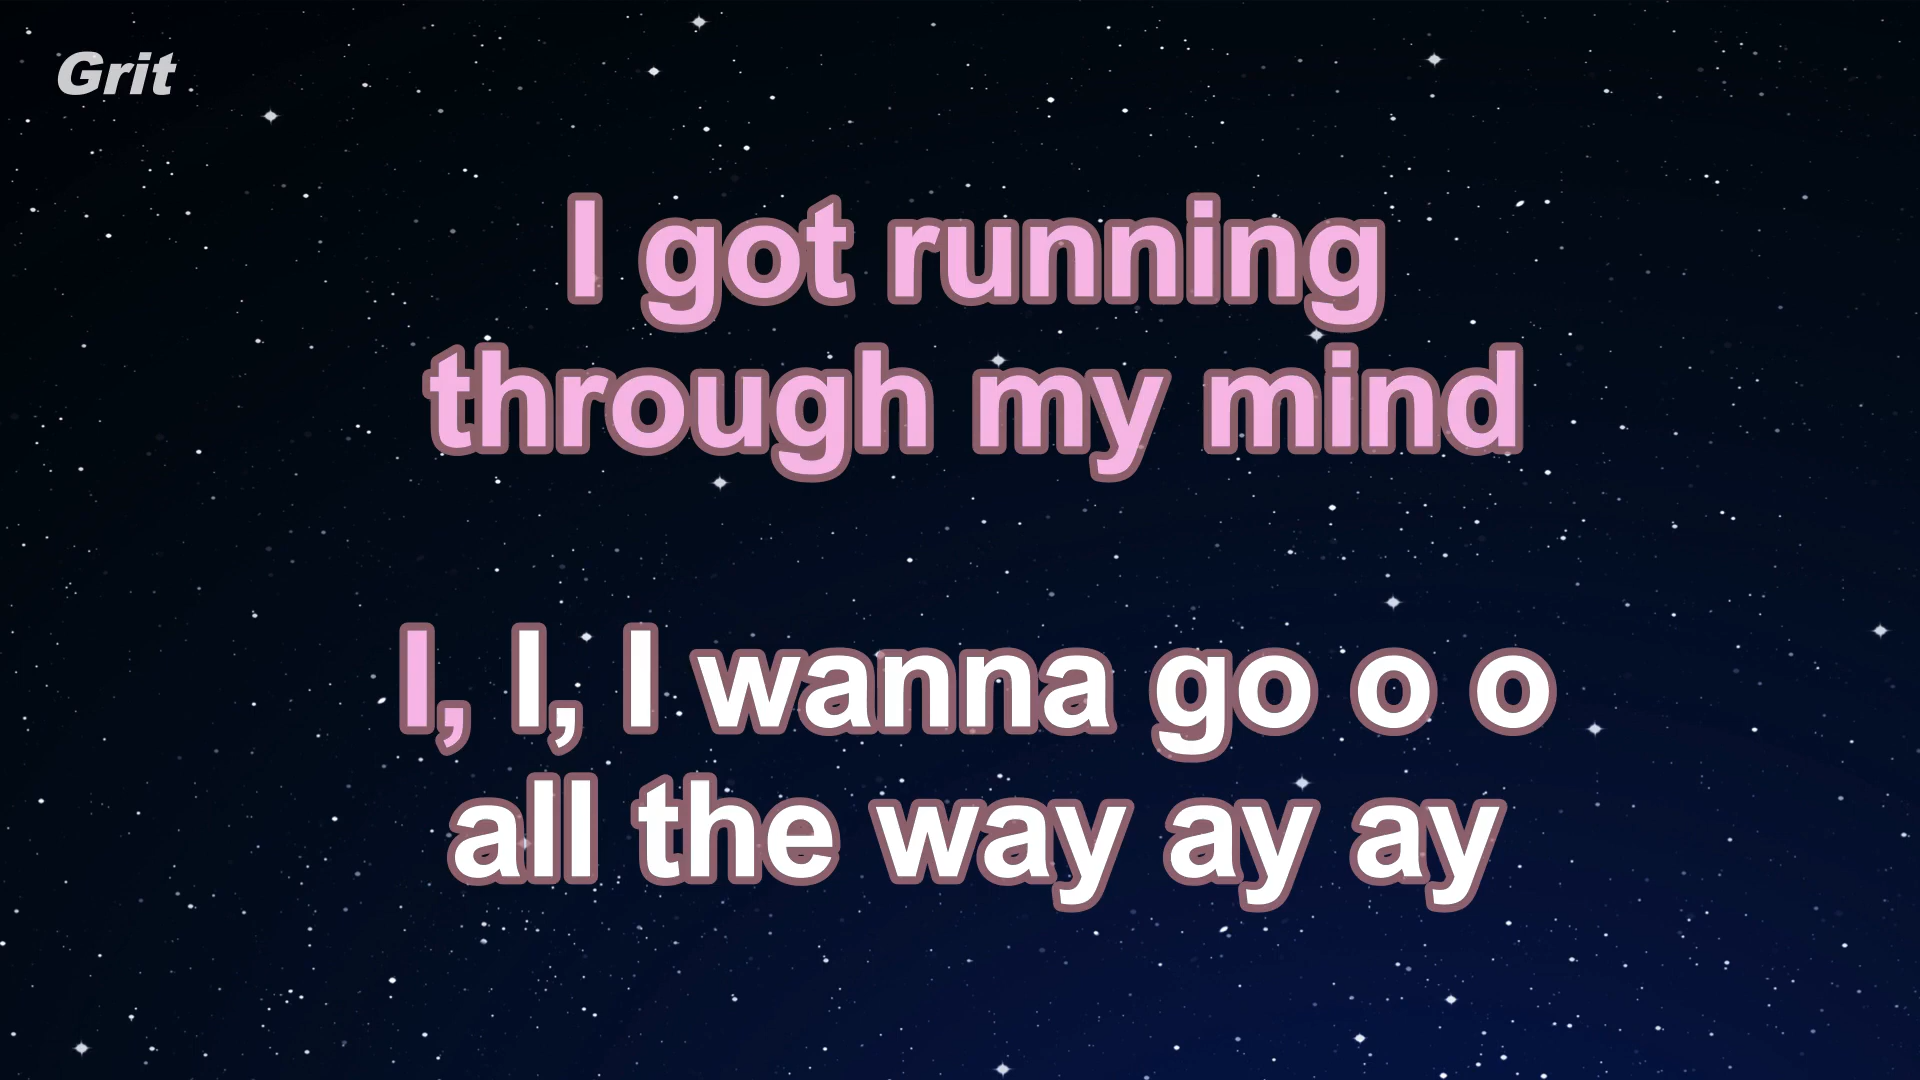 Grit
I got running
through my mind
I, I, I wanna go o o
all the way ay ay